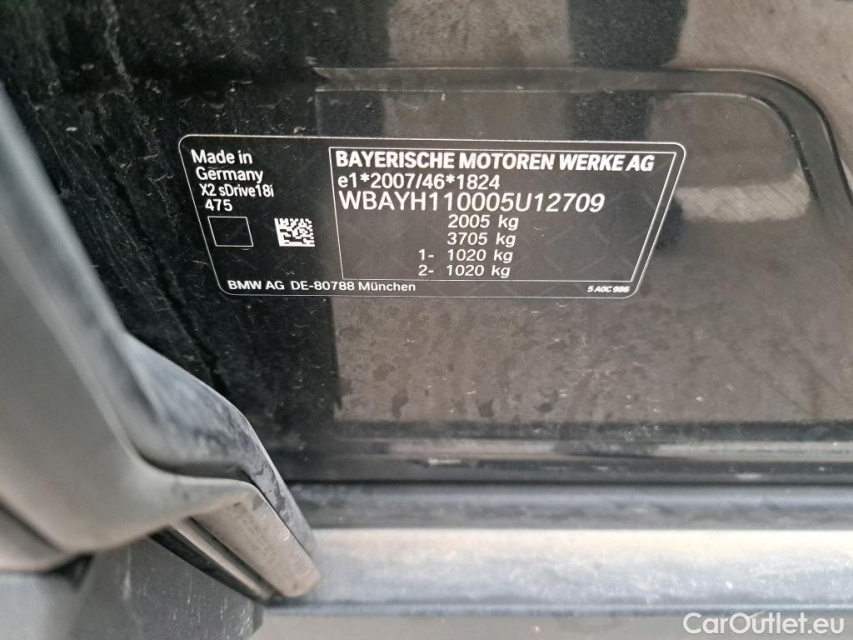 Made in
Germany
X2 sDrive18i
475
BAYERISCHE MOTOREN WERKE AG
e1*2007/46*1824
WBAYH110005U12709
2005 kg
3705 kg
1- 1020 kg
2- 1020 kg
BMW AG DE-80788 München
5 A0C 986
CarOutlet.eu